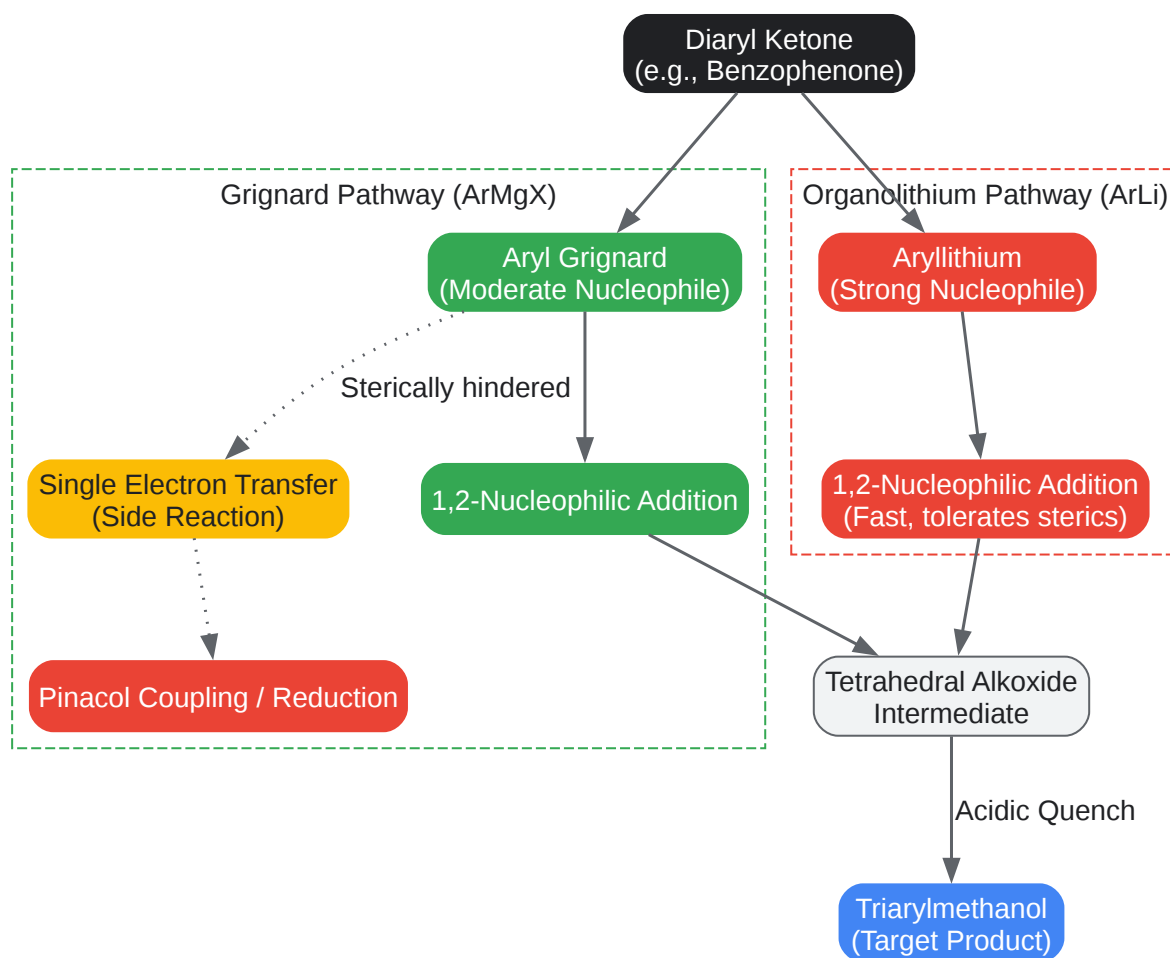 Diaryl Ketone
(e.g., Benzophenone)
Grignard Pathway (ArMgX)
Organolithium Pathway (ArLi)
Aryl Grignard
(Moderate Nucleophile)
Aryllithium
(Strong Nucleophile)
Sterically hindered
Single Electron Transfer
(Side Reaction)
1,2-Nucleophilic Addition
1,2-Nucleophilic Addition
(Fast, tolerates sterics)
Pinacol Coupling / Reduction
Tetrahedral Alkoxide
Intermediate
Acidic Quench
Triarylmethanol
(Target Product)